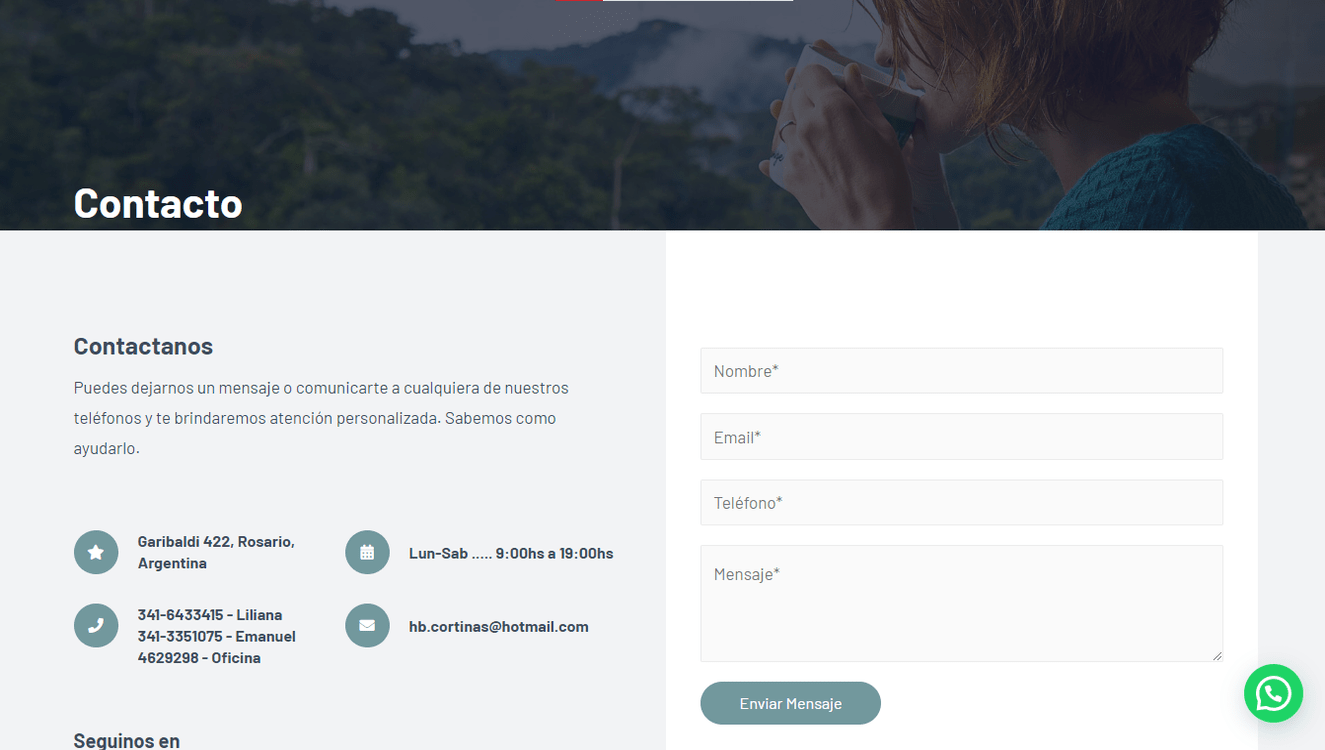 Contacto
Contactanos
Puedes dejarnos un mensaje o comunicarte a cualquiera de nuestros
teléfonos y te brindaremos atención personalizada. Sabemos como
ayudarlo.
Garibaldi 422, Rosario,
Argentina
Lun-Sab ..... 9:00hs a 19:00hs
341-6433415 - Liliana
341-3351075 - Emanuel
4629298 - Oficina
hb.cortinas@hotmail.com
Seguinos en
Nombre*
Email*
Teléfono*
Mensaje*
Enviar Mensaje